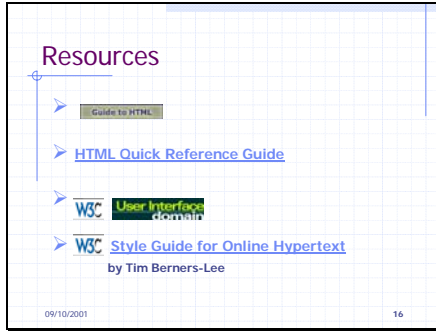 Resources
Guide to HTML
HTML Quick Reference Guide
W3C User Interface
domain
W3C Style Guide for Online Hypertext
by Tim Berners-Lee
09/10/2001 16